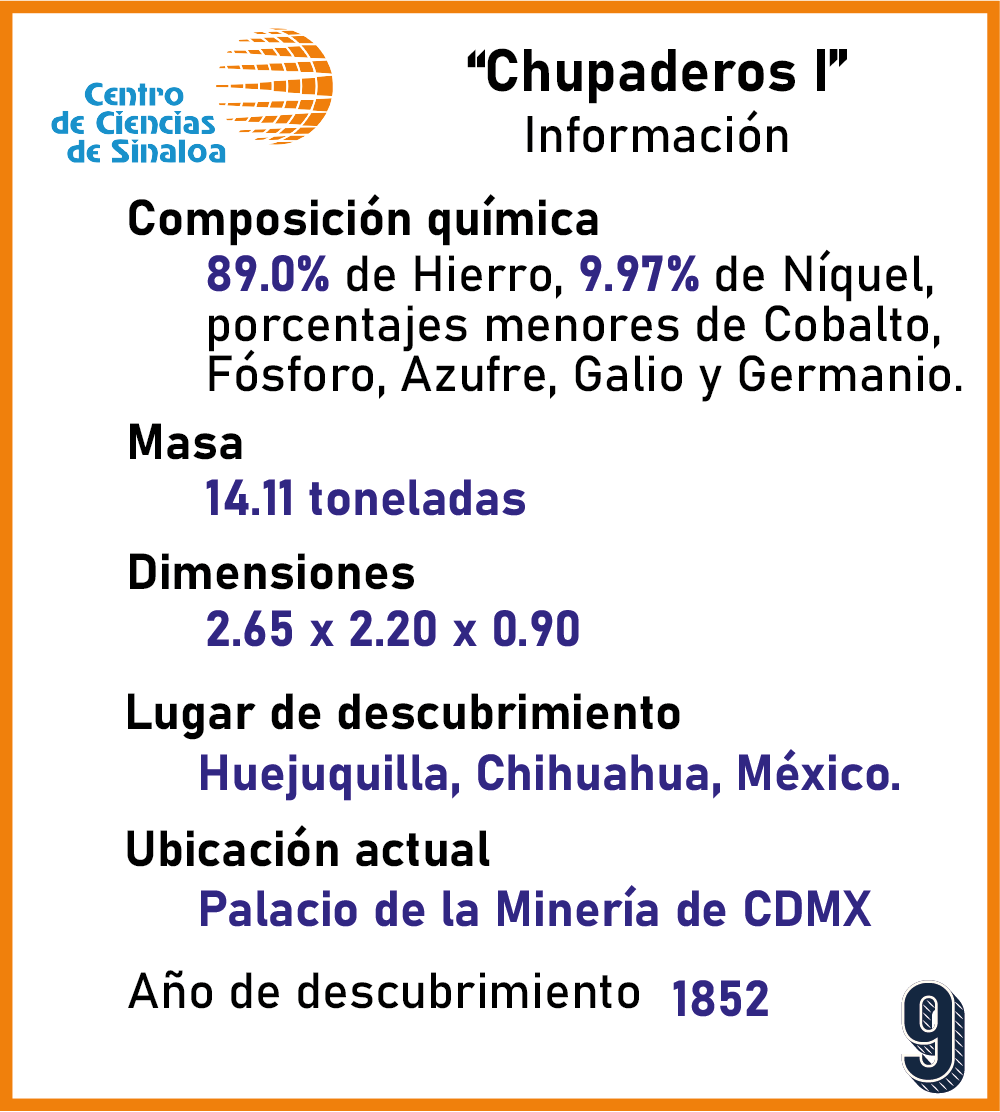 Centro
de Ciencias
de Sinaloa
“Chupaderos I”
Información
Composición química
89.0% de Hierro, 9.97% de Níquel,
porcentajes menores de Cobalto,
Fósforo, Azufre, Galio y Germanio.
Masa
14.11 toneladas
Dimensiones
2.65 x 2.20 x 0.90
Lugar de descubrimiento
Huejuquilla, Chihuahua, México.
Ubicación actual
Palacio de la Minería de CDMX
Año de descubrimiento 1852
9